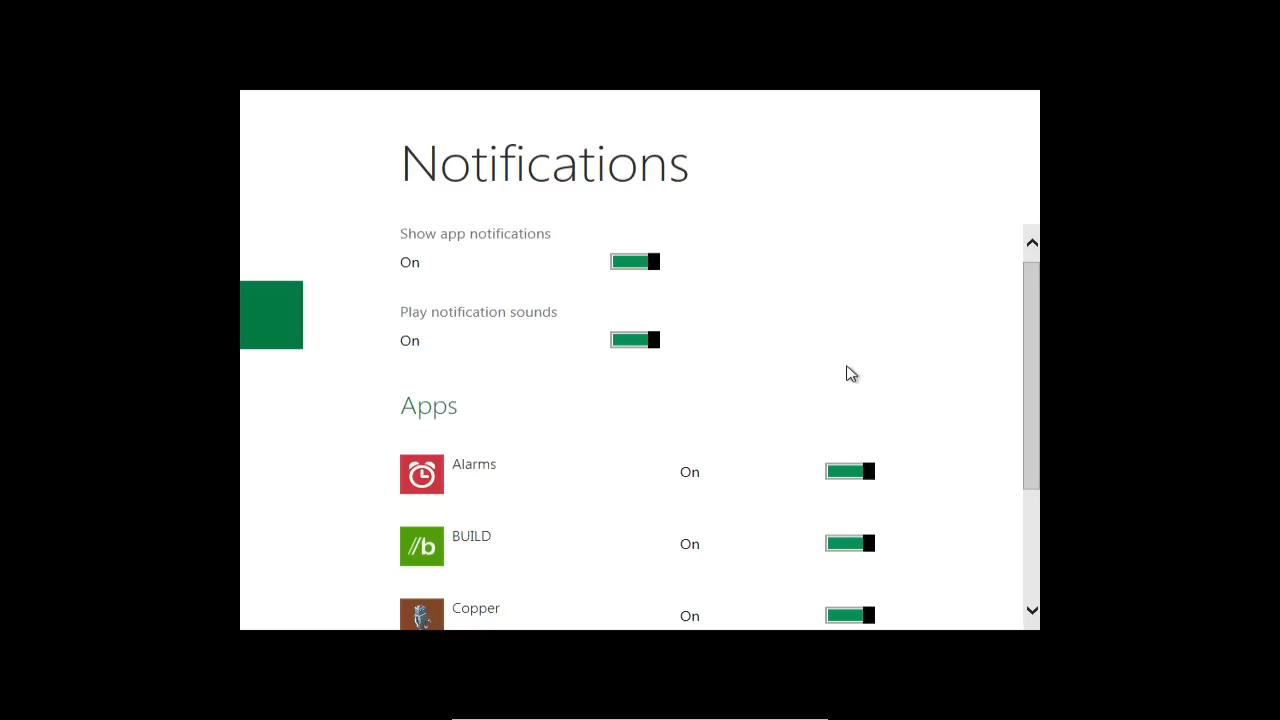 Notifications
Show app notifications
On
Play notification sounds
On
Apps
Alarms On
//b BUILD On
Copper On